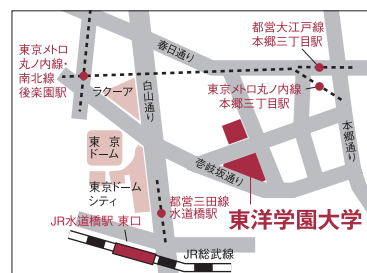 都営大江戸線
本郷三丁目駅
春日通り
東京メトロ
丸ノ内線・
南北線
後楽園駅
ラクーア
白山通り
東京メトロ丸ノ内線
本郷三丁目駅
本郷通り
東京
ドーム
壱岐坂通り
東京ドーム
シティ
都営三田線
水道橋駅
東洋学園大学
JR水道橋駅 東口
JR総武線